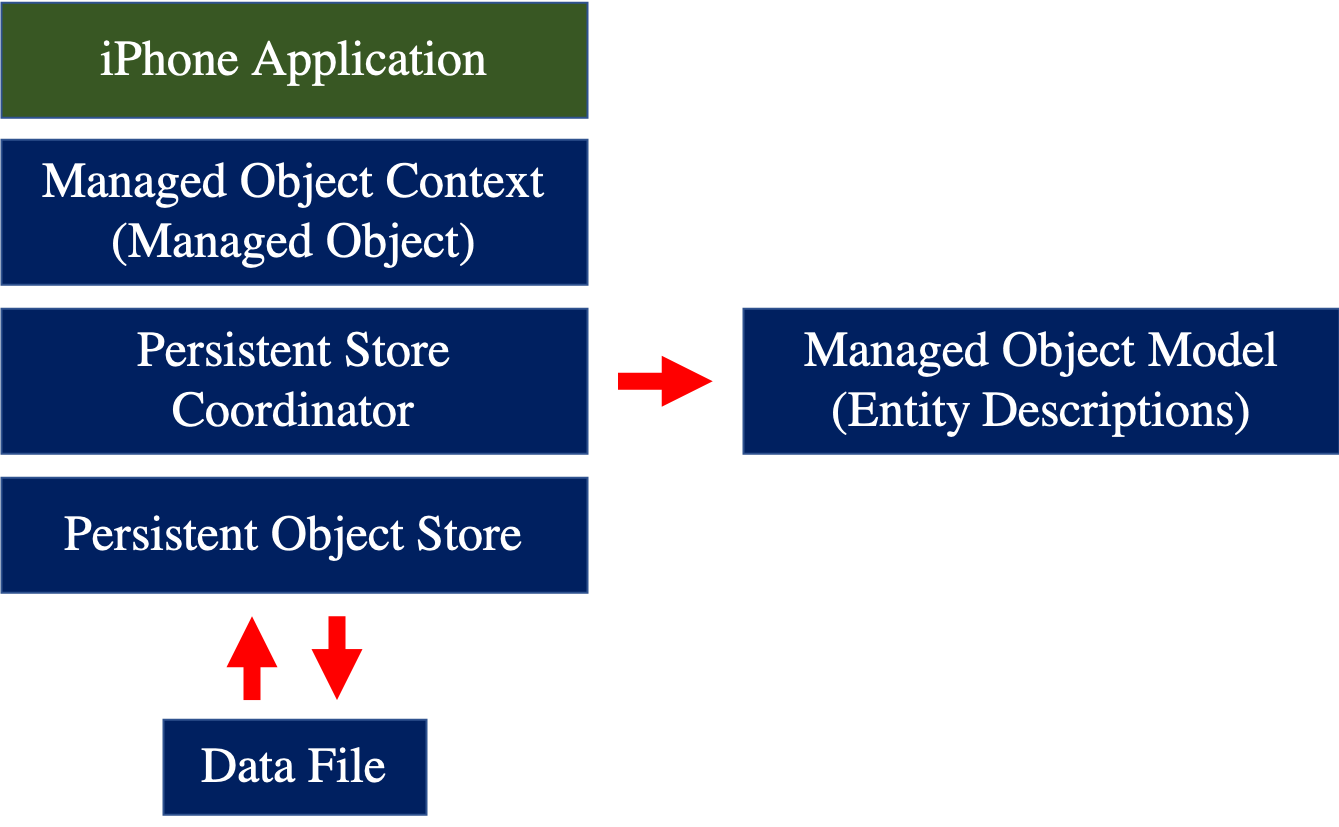 iPhone Application
Managed Object Context
(Managed Object)
Persistent Store
Coordinator
Managed Object Model
(Entity Descriptions)
Persistent Object Store
Data File